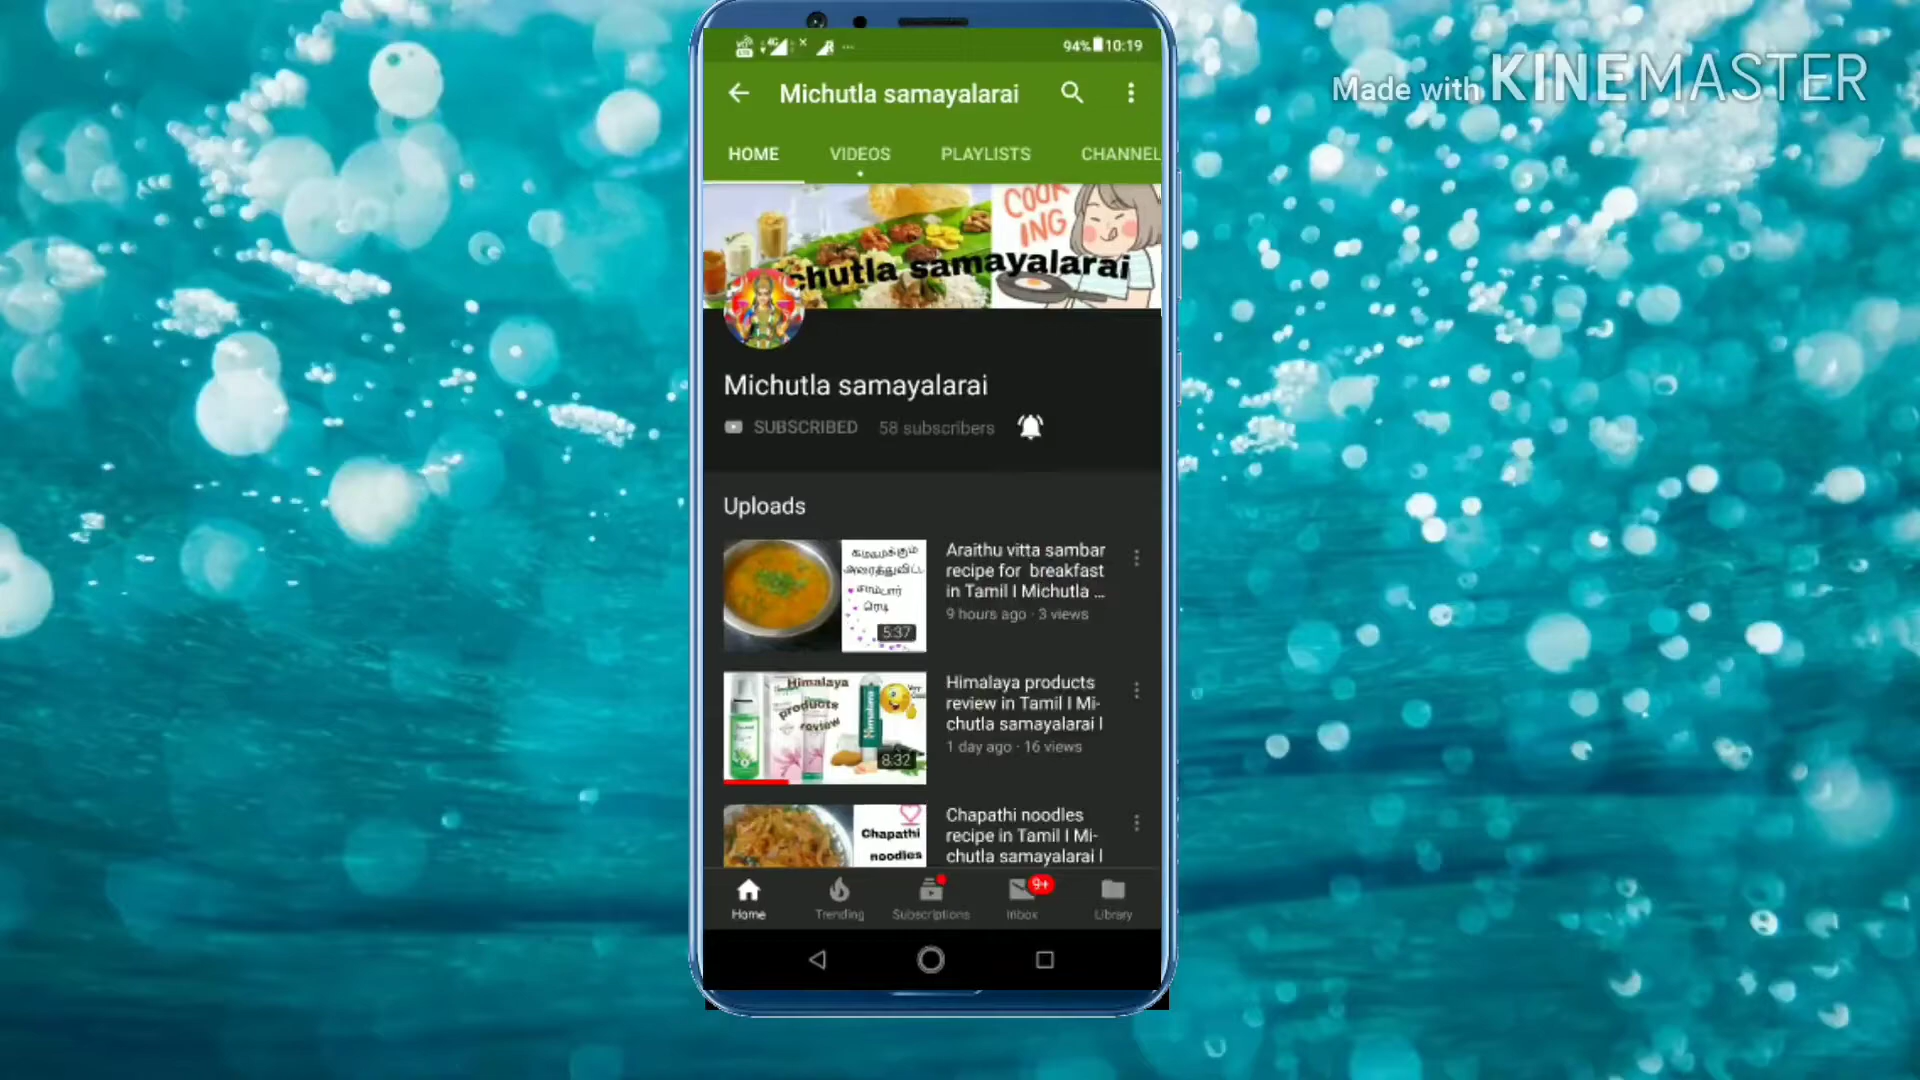 Made with KINEMASTER
94% 10:19
Michutla samayalarai
HOME VIDEOS PLAYLISTS CHANNEL
COOK
ING
chutla samayalarai
Michutla samayalarai
SUBSCRIBED 58 subscribers
Uploads
கமகமக்கும்
அரைத்துவிட்ட
சாம்பார்
ரெடி
5:37
Araithu vitta sambar
recipe for breakfast
in Tamil I Michutla ...
9 hours ago · 3 views
Himalaya
products
review
Himalaya
8:32
Himalaya products
review in Tamil I Mi-
chutla samayalarai I
1 day ago · 16 views
Chapathi
noodles
Chapathi noodles
recipe in Tamil I Mi-
chutla samayalarai I
9+
Home Trending Subscriptions Inbox Library